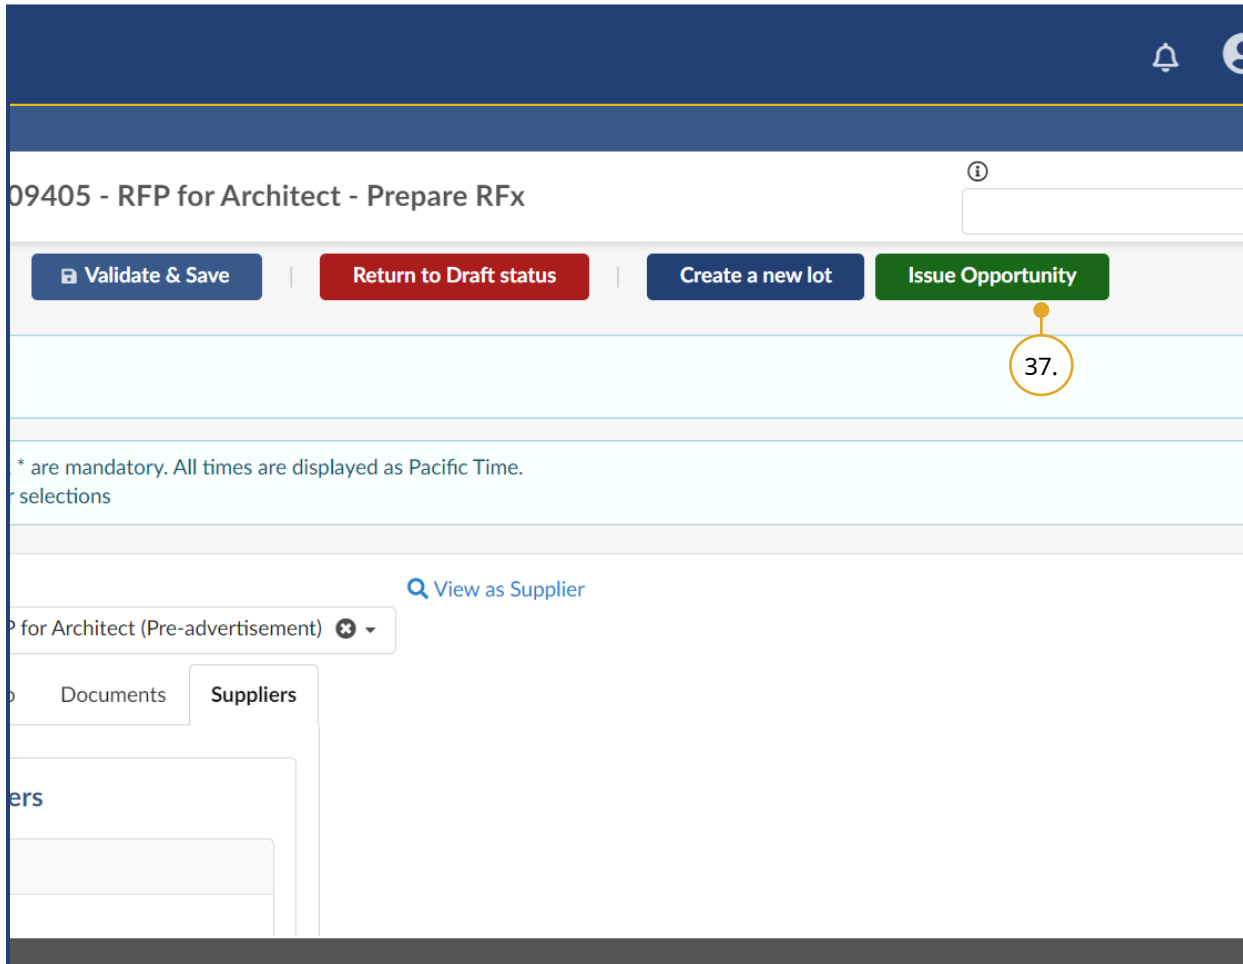 09405 - RFP for Architect - Prepare RFx
Validate & Save | Return to Draft status | Create a new lot Issue Opportunity
37.
* are mandatory. All times are displayed as Pacific Time.
selections
View as Supplier
for Architect (Pre-advertisement)
Documents Suppliers
ers